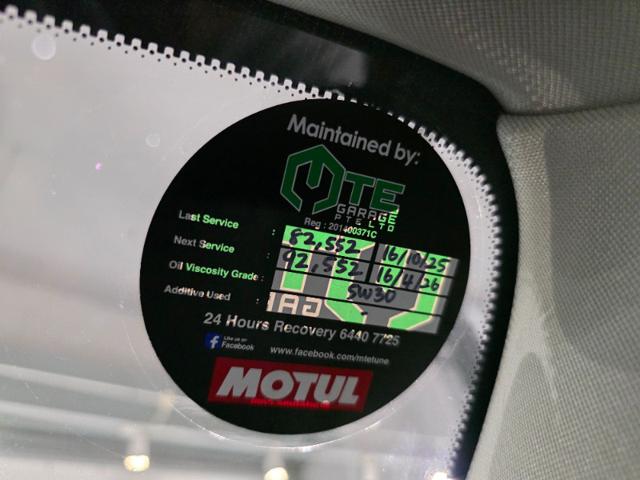 Maintained by:
MTE
GARAGE
PTE LTD
Reg : 201400371C
Last Service : 82,552 16/10/25
Next Service : 92,552 16/4/26
Oil Viscosity Grade : 5W30
Additive Used : -
24 Hours Recovery 6440 7725
Like us on
Facebook
www.facebook.com/mtetune
MOTUL